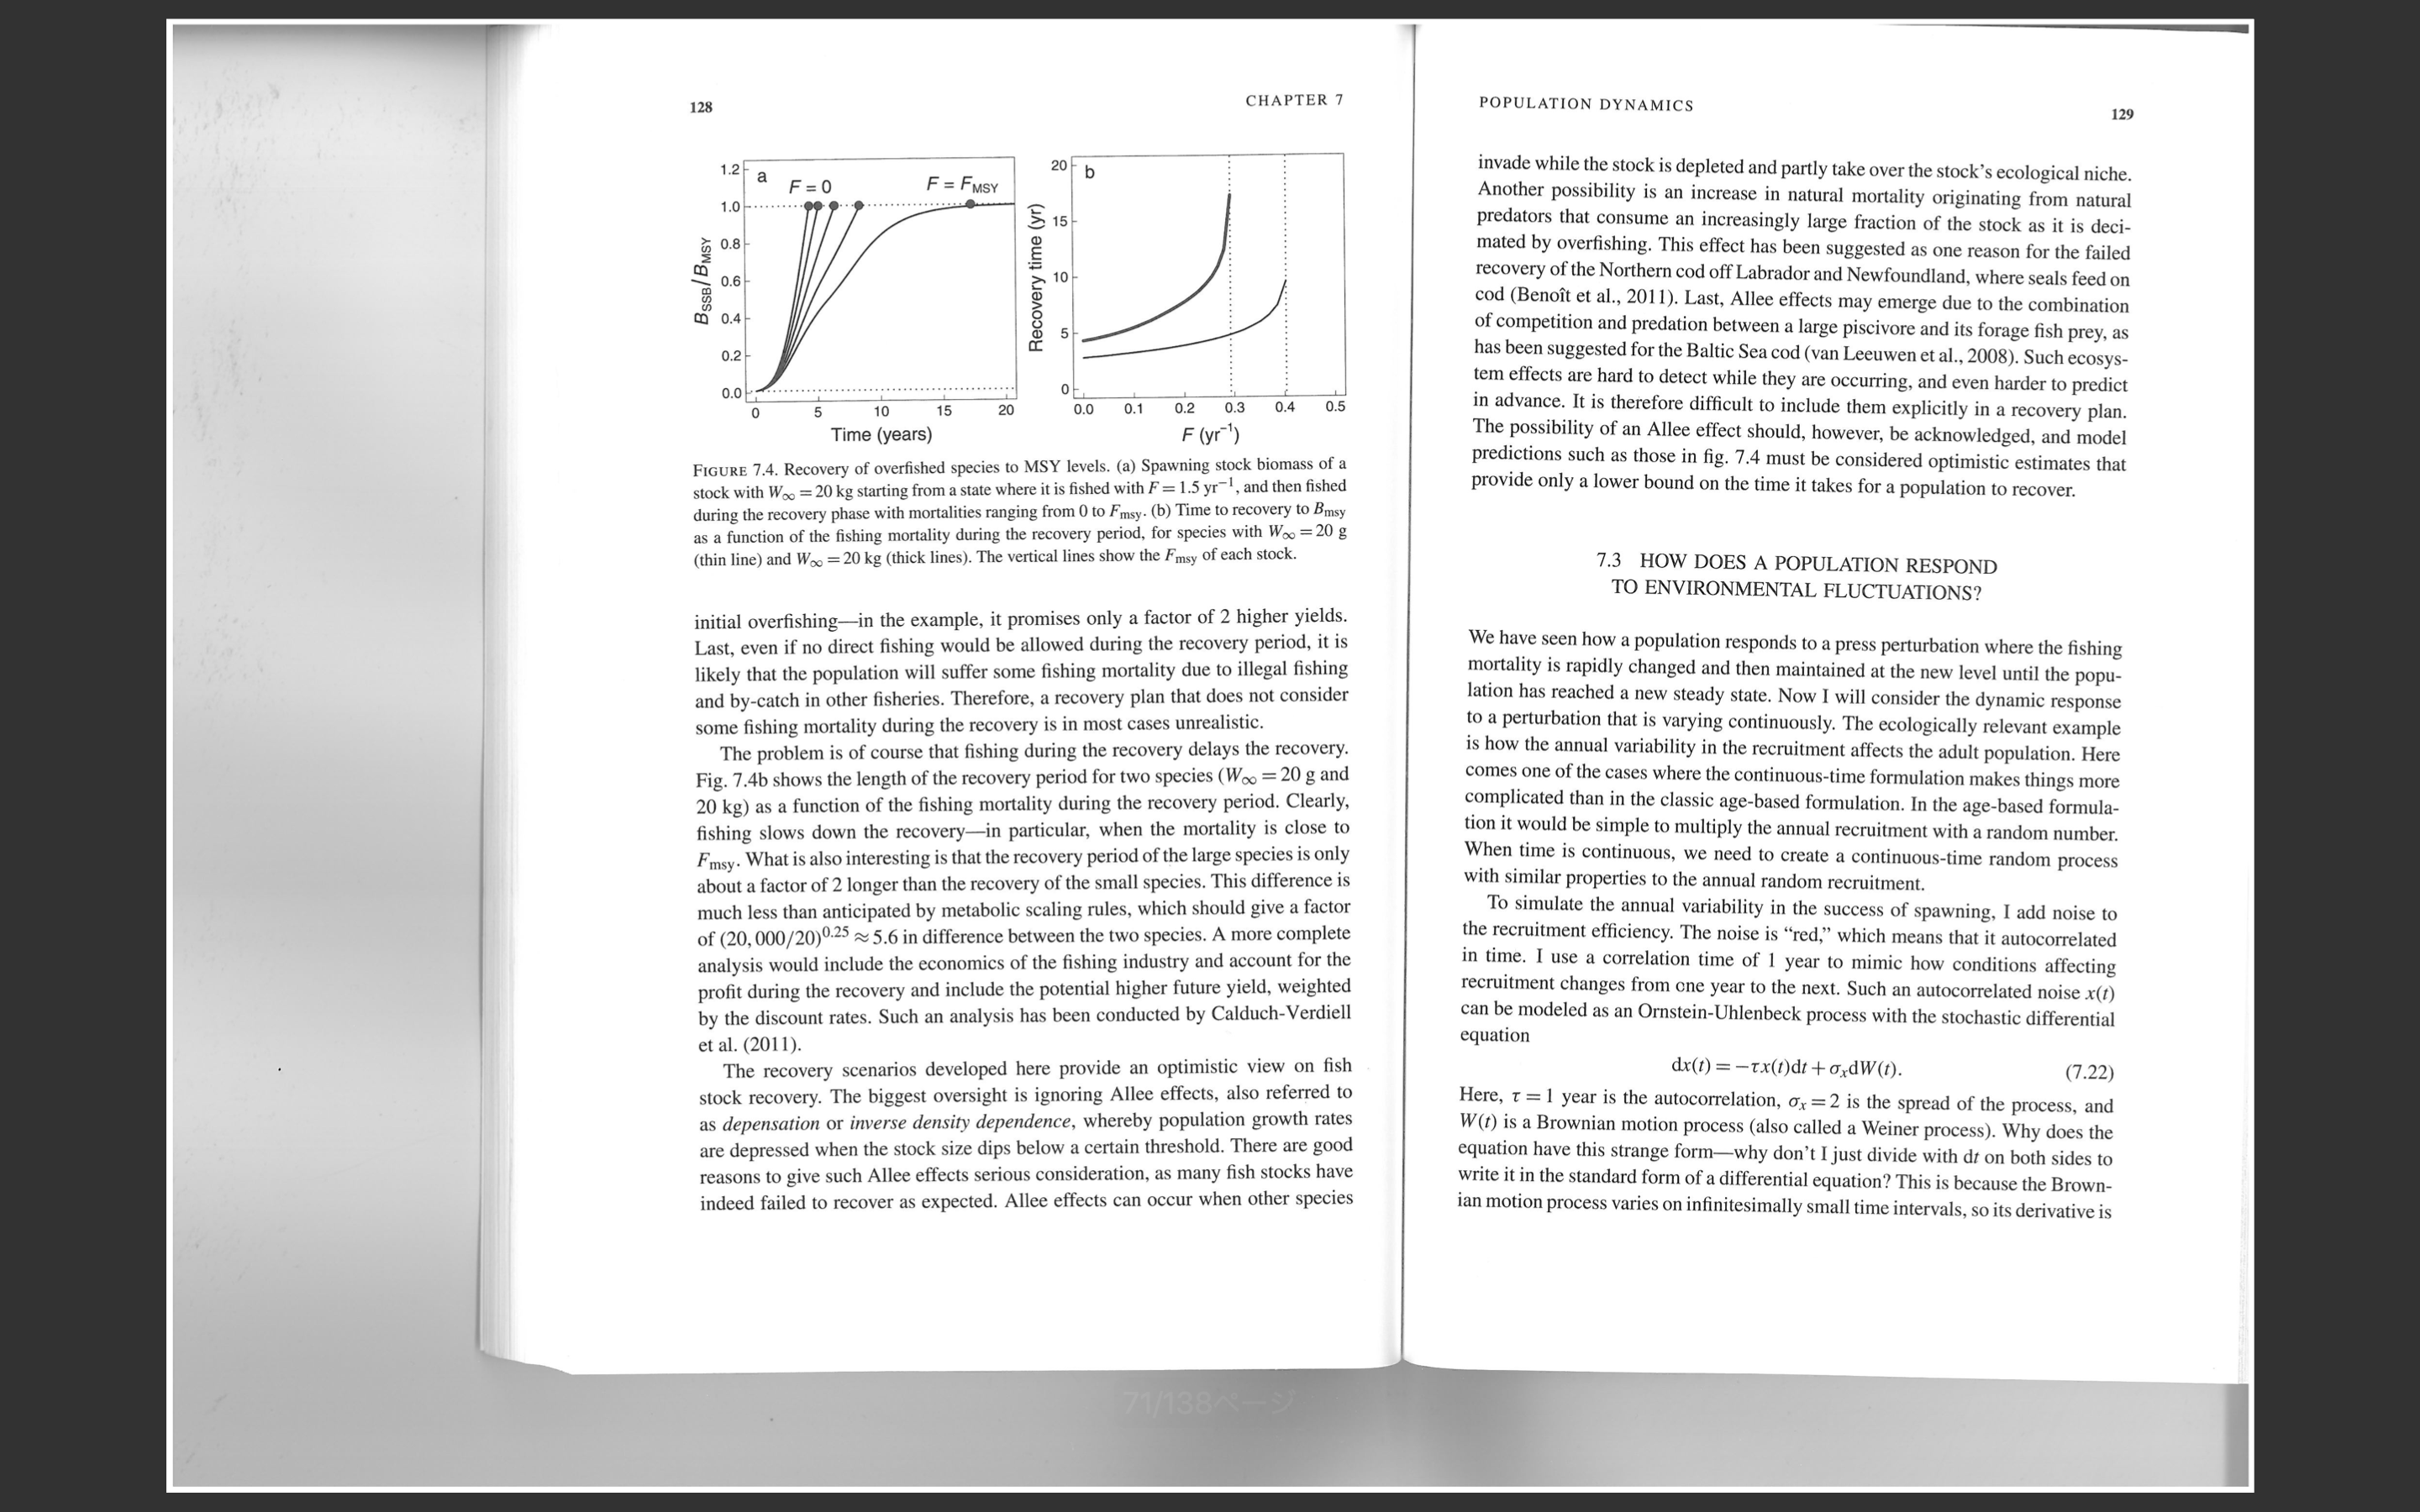 128
CHAPTER 7
1.2
1.0
0.8
0.6
0.4
0.2
0.0
B_SSB/B_MSY
a
F = 0
F = F_MSY
0 5 10 15 20
Time (years)
20
15
10
5
0
Recovery time (yr)
b
0.0 0.1 0.2 0.3 0.4 0.5
F (yr⁻¹)
FIGURE 7.4. Recovery of overfished species to MSY levels. (a) Spawning stock biomass of a
stock with W∞ = 20 kg starting from a state where it is fished with F = 1.5 yr⁻¹, and then fished
during the recovery phase with mortalities ranging from 0 to F_msy. (b) Time to recovery to B_msy
as a function of the fishing mortality during the recovery period, for species with W∞ = 20 g
(thin line) and W∞ = 20 kg (thick lines). The vertical lines show the F_msy of each stock.
initial overfishing—in the example, it promises only a factor of 2 higher yields.
Last, even if no direct fishing would be allowed during the recovery period, it is
likely that the population will suffer some fishing mortality due to illegal fishing
and by-catch in other fisheries. Therefore, a recovery plan that does not consider
some fishing mortality during the recovery is in most cases unrealistic.
The problem is of course that fishing during the recovery delays the recovery.
Fig. 7.4b shows the length of the recovery period for two species (W∞ = 20 g and
20 kg) as a function of the fishing mortality during the recovery period. Clearly,
fishing slows down the recovery—in particular, when the mortality is close to
F_msy. What is also interesting is that the recovery period of the large species is only
about a factor of 2 longer than the recovery of the small species. This difference is
much less than anticipated by metabolic scaling rules, which should give a factor
of (20, 000/20)^0.25 ≈ 5.6 in difference between the two species. A more complete
analysis would include the economics of the fishing industry and account for the
profit during the recovery and include the potential higher future yield, weighted
by the discount rates. Such an analysis has been conducted by Calduch-Verdiell
et al. (2011).
The recovery scenarios developed here provide an optimistic view on fish
stock recovery. The biggest oversight is ignoring Allee effects, also referred to
as depensation or inverse density dependence, whereby population growth rates
are depressed when the stock size dips below a certain threshold. There are good
reasons to give such Allee effects serious consideration, as many fish stocks have
indeed failed to recover as expected. Allee effects can occur when other species
POPULATION DYNAMICS
129
invade while the stock is depleted and partly take over the stock's ecological niche.
Another possibility is an increase in natural mortality originating from natural
predators that consume an increasingly large fraction of the stock as it is deci-
mated by overfishing. This effect has been suggested as one reason for the failed
recovery of the Northern cod off Labrador and Newfoundland, where seals feed on
cod (Benoît et al., 2011). Last, Allee effects may emerge due to the combination
of competition and predation between a large piscivore and its forage fish prey, as
has been suggested for the Baltic Sea cod (van Leeuwen et al., 2008). Such ecosys-
tem effects are hard to detect while they are occurring, and even harder to predict
in advance. It is therefore difficult to include them explicitly in a recovery plan.
The possibility of an Allee effect should, however, be acknowledged, and model
predictions such as those in fig. 7.4 must be considered optimistic estimates that
provide only a lower bound on the time it takes for a population to recover.
7.3 HOW DOES A POPULATION RESPOND
TO ENVIRONMENTAL FLUCTUATIONS?
We have seen how a population responds to a press perturbation where the fishing
mortality is rapidly changed and then maintained at the new level until the popu-
lation has reached a new steady state. Now I will consider the dynamic response
to a perturbation that is varying continuously. The ecologically relevant example
is how the annual variability in the recruitment affects the adult population. Here
comes one of the cases where the continuous-time formulation makes things more
complicated than in the classic age-based formulation. In the age-based formula-
tion it would be simple to multiply the annual recruitment with a random number.
When time is continuous, we need to create a continuous-time random process
with similar properties to the annual random recruitment.
To simulate the annual variability in the success of spawning, I add noise to
the recruitment efficiency. The noise is “red,” which means that it autocorrelated
in time. I use a correlation time of 1 year to mimic how conditions affecting
recruitment changes from one year to the next. Such an autocorrelated noise x(t)
can be modeled as an Ornstein-Uhlenbeck process with the stochastic differential
equation
dx(t) = −τx(t)dt + σₓdW(t). (7.22)
Here, τ = 1 year is the autocorrelation, σₓ = 2 is the spread of the process, and
W(t) is a Brownian motion process (also called a Weiner process). Why does the
equation have this strange form—why don't I just divide with dt on both sides to
write it in the standard form of a differential equation? This is because the Brown-
ian motion process varies on infinitesimally small time intervals, so its derivative is
71/138ページ